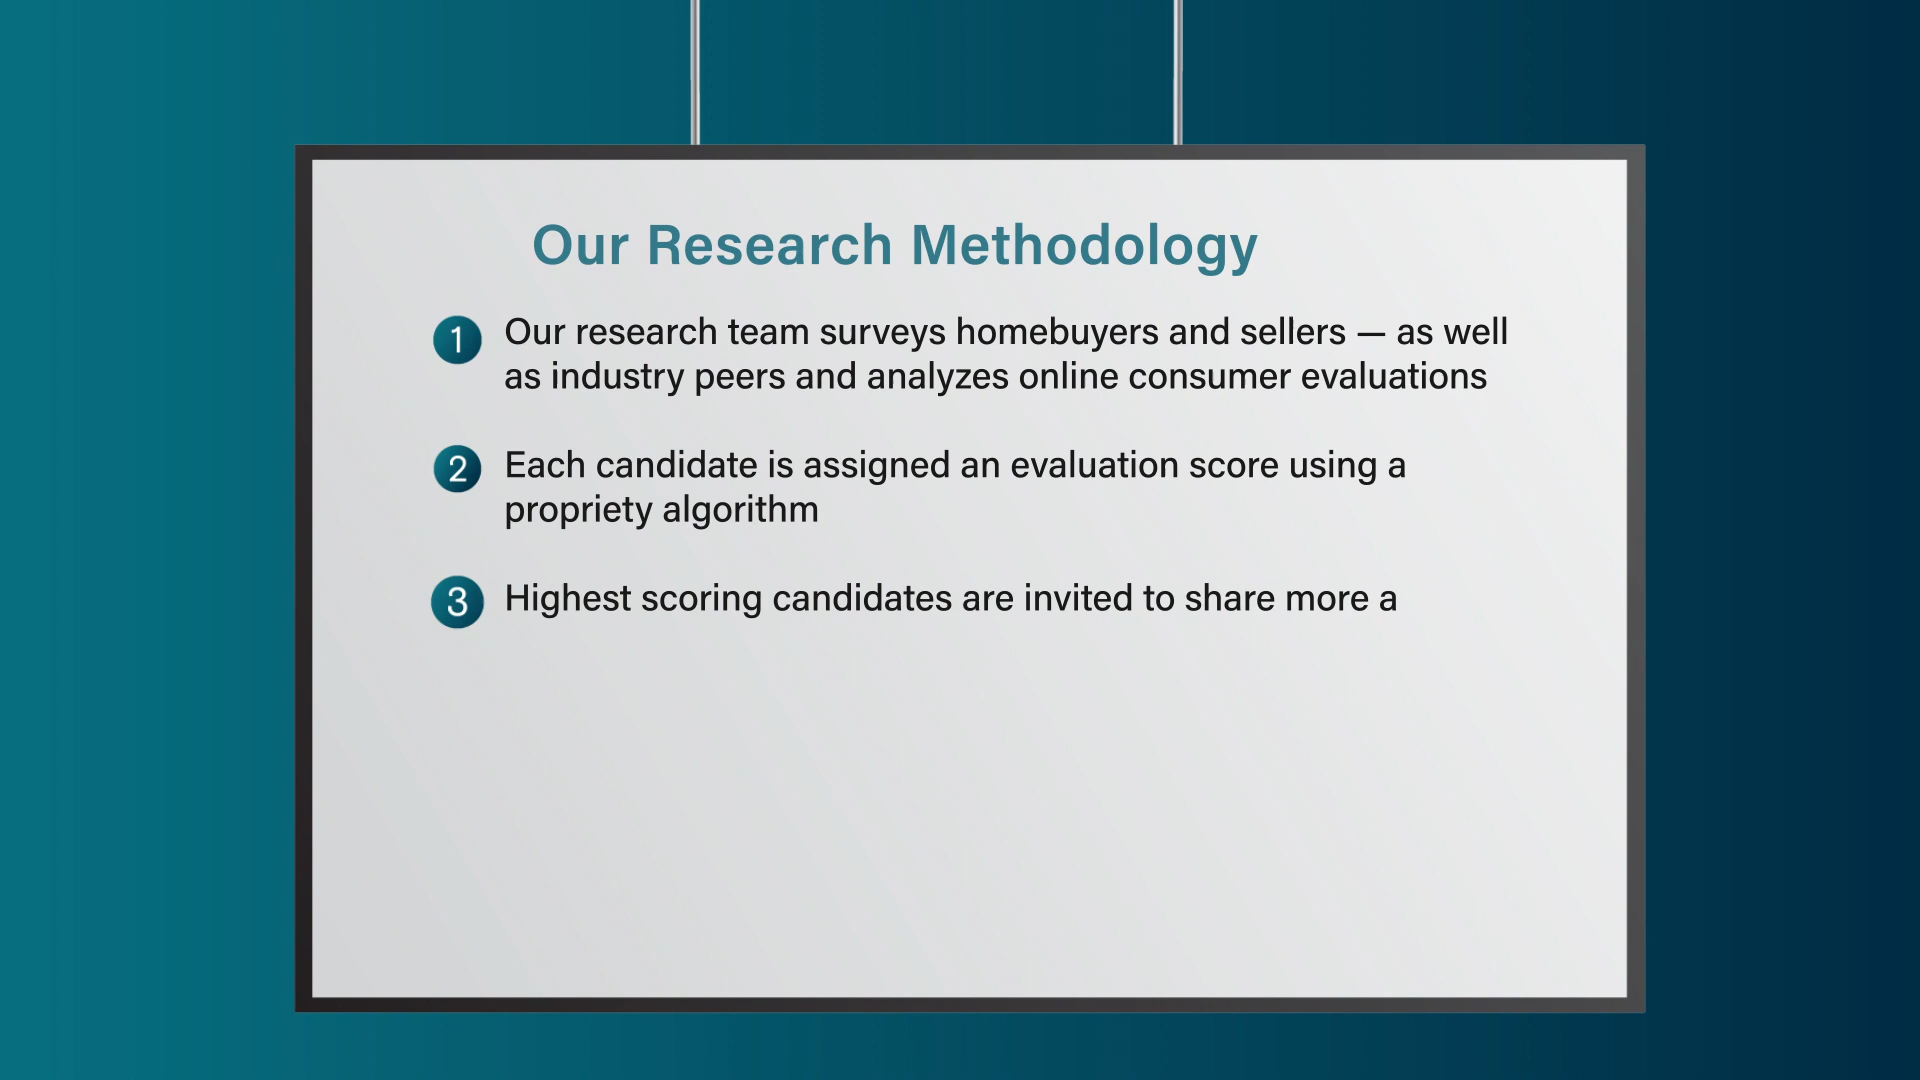 Our Research Methodology
1 Our research team surveys homebuyers and sellers — as well
as industry peers and analyzes online consumer evaluations
2 Each candidate is assigned an evaluation score using a
propriety algorithm
3 Highest scoring candidates are invited to share more a